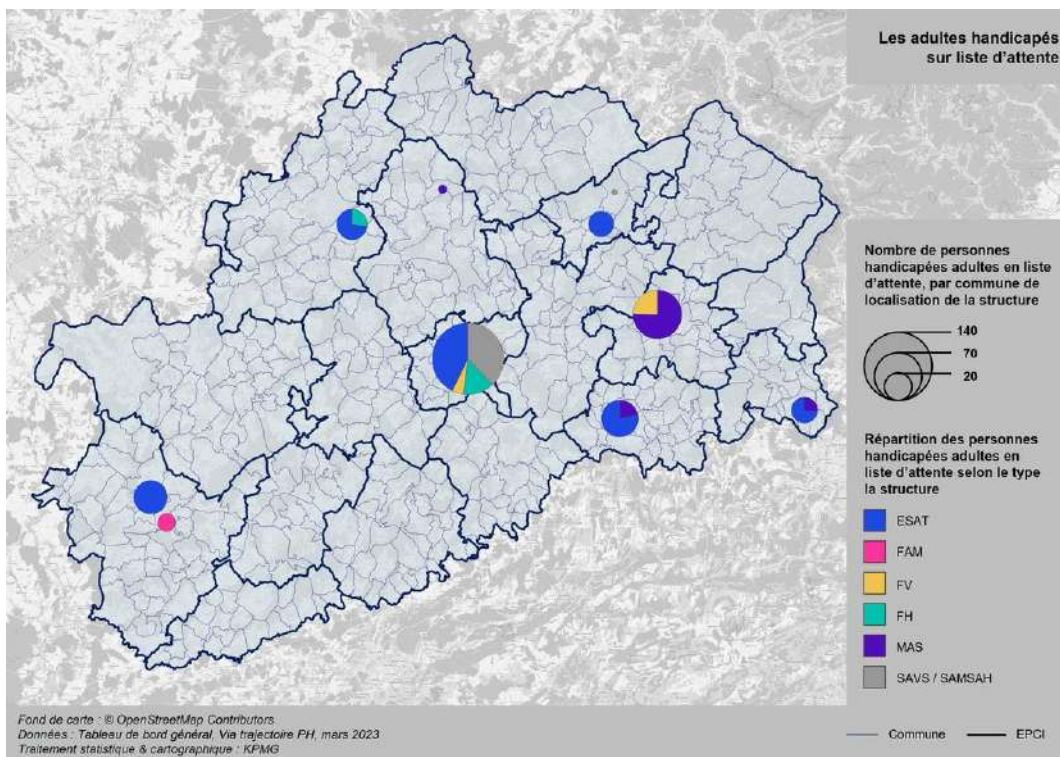 Les adultes handicapés
sur liste d'attente
Nombre de personnes
handicapées adultes en liste
d'attente, par commune de
localisation de la structure
140
70
20
Répartition des personnes
handicapées adultes en
liste d'attente selon le type
la structure
ESAT
FAM
FV
FH
MAS
SAVS / SAMSAH
Fond de carte : © OpenStreetMap Contributors
Données : Tableau de bord général, Via trajectoire PH, mars 2023
Traitement statistique & cartographique : KPMG
Commune
EPCI